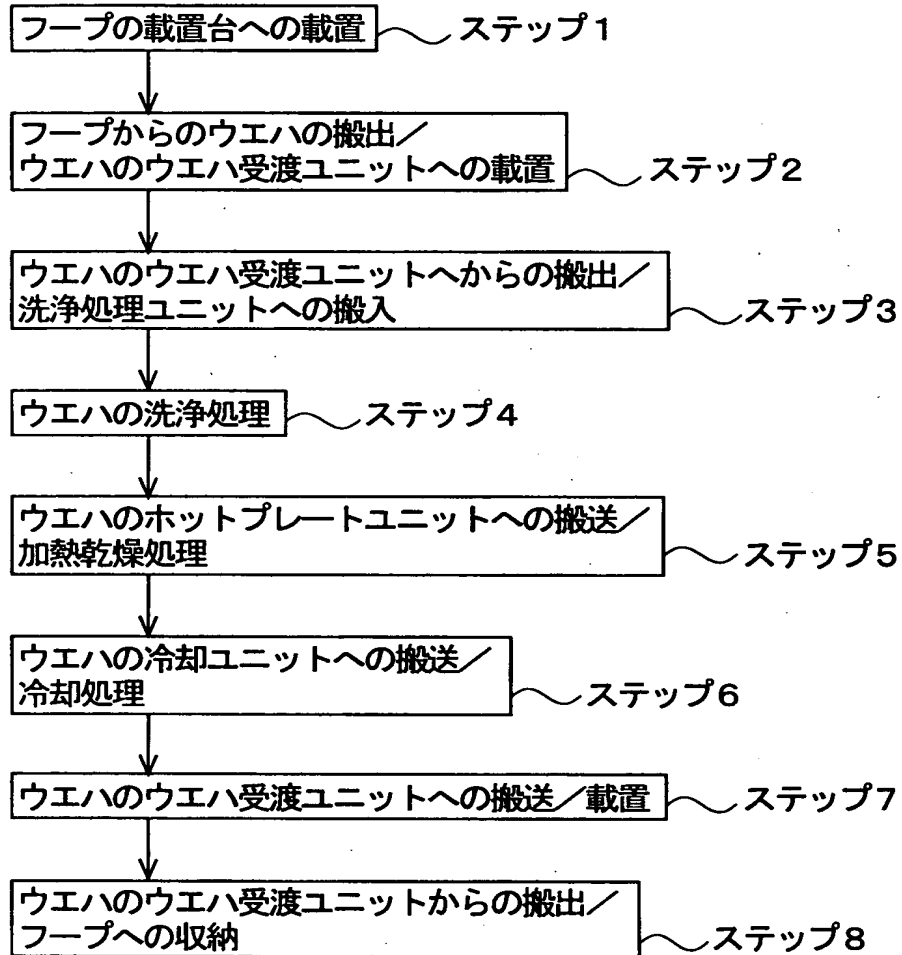 フープの載置台への載置
ステップ1
フープからのウエハの搬出／
ウエハのウエハ受渡ユニットへの載置
ステップ2
ウエハのウエハ受渡ユニットへからの搬出／
洗浄処理ユニットへの搬入
ステップ3
ウエハの洗浄処理
ステップ4
ウエハのホットプレートユニットへの搬送／
加熱乾燥処理
ステップ5
ウエハの冷却ユニットへの搬送／
冷却処理
ステップ6
ウエハのウエハ受渡ユニットへの搬送／載置
ステップ7
ウエハのウエハ受渡ユニットからの搬出／
フープへの収納
ステップ8